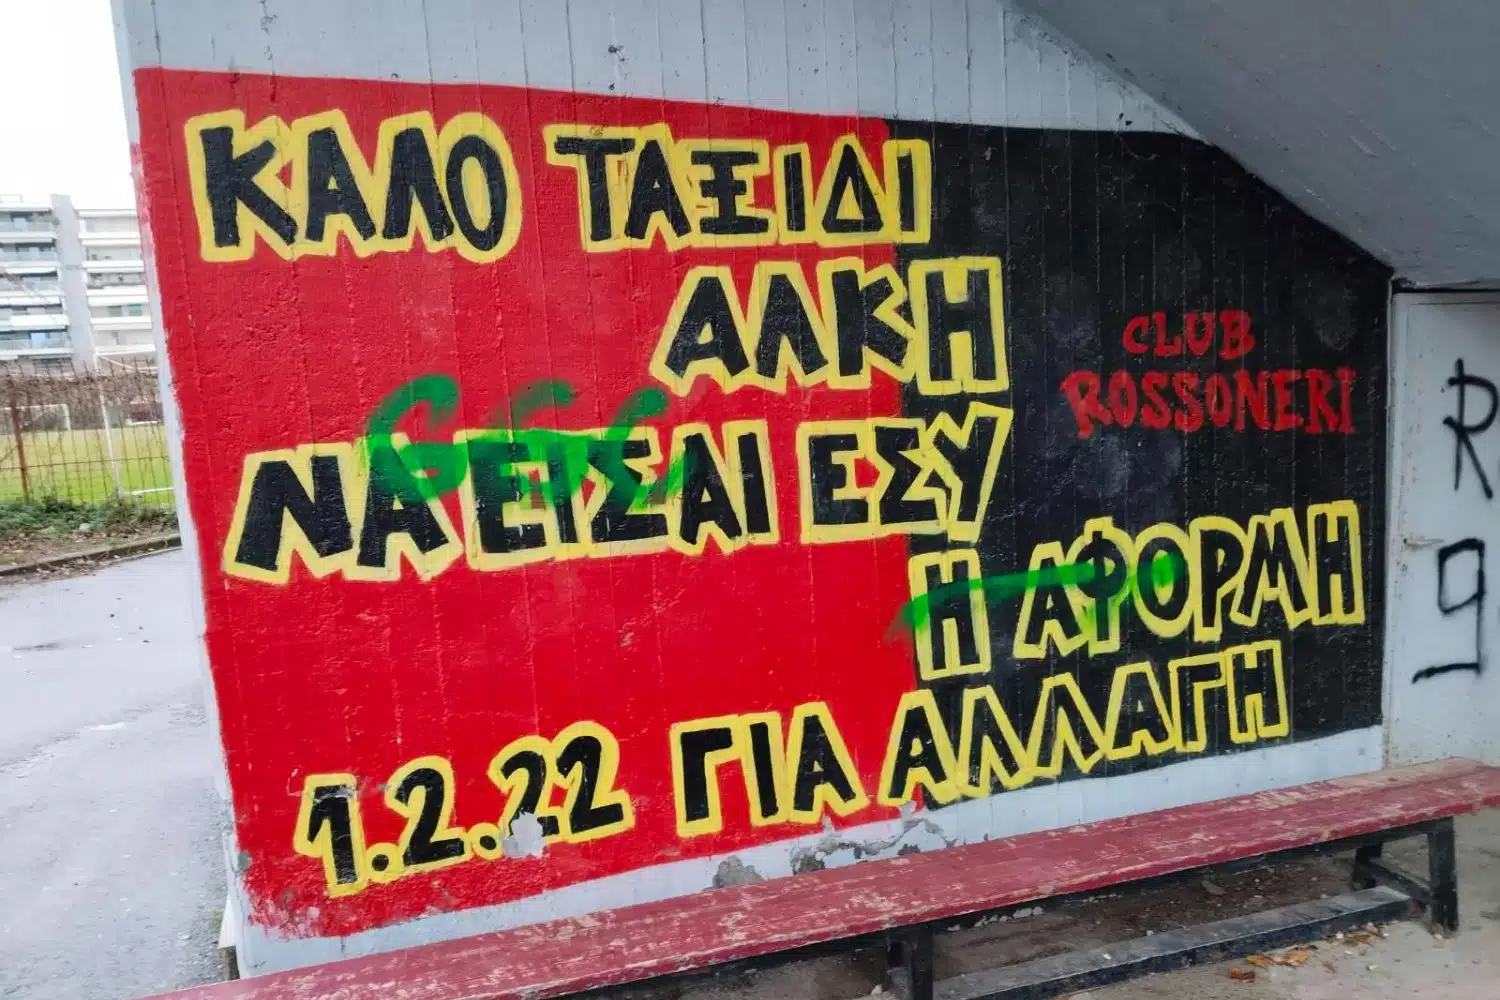 ΚΑΛΟ ΤΑΞΙΔΙ
ΑΛΚΗ
ΝΑ ΕΙΣΑΙ ΕΣΥ
Η ΑΦΟΡΜΗ
1.2.22 ΓΙΑ ΑΛΛΑΓΗ
CLUB
ROSSONERI
R
9